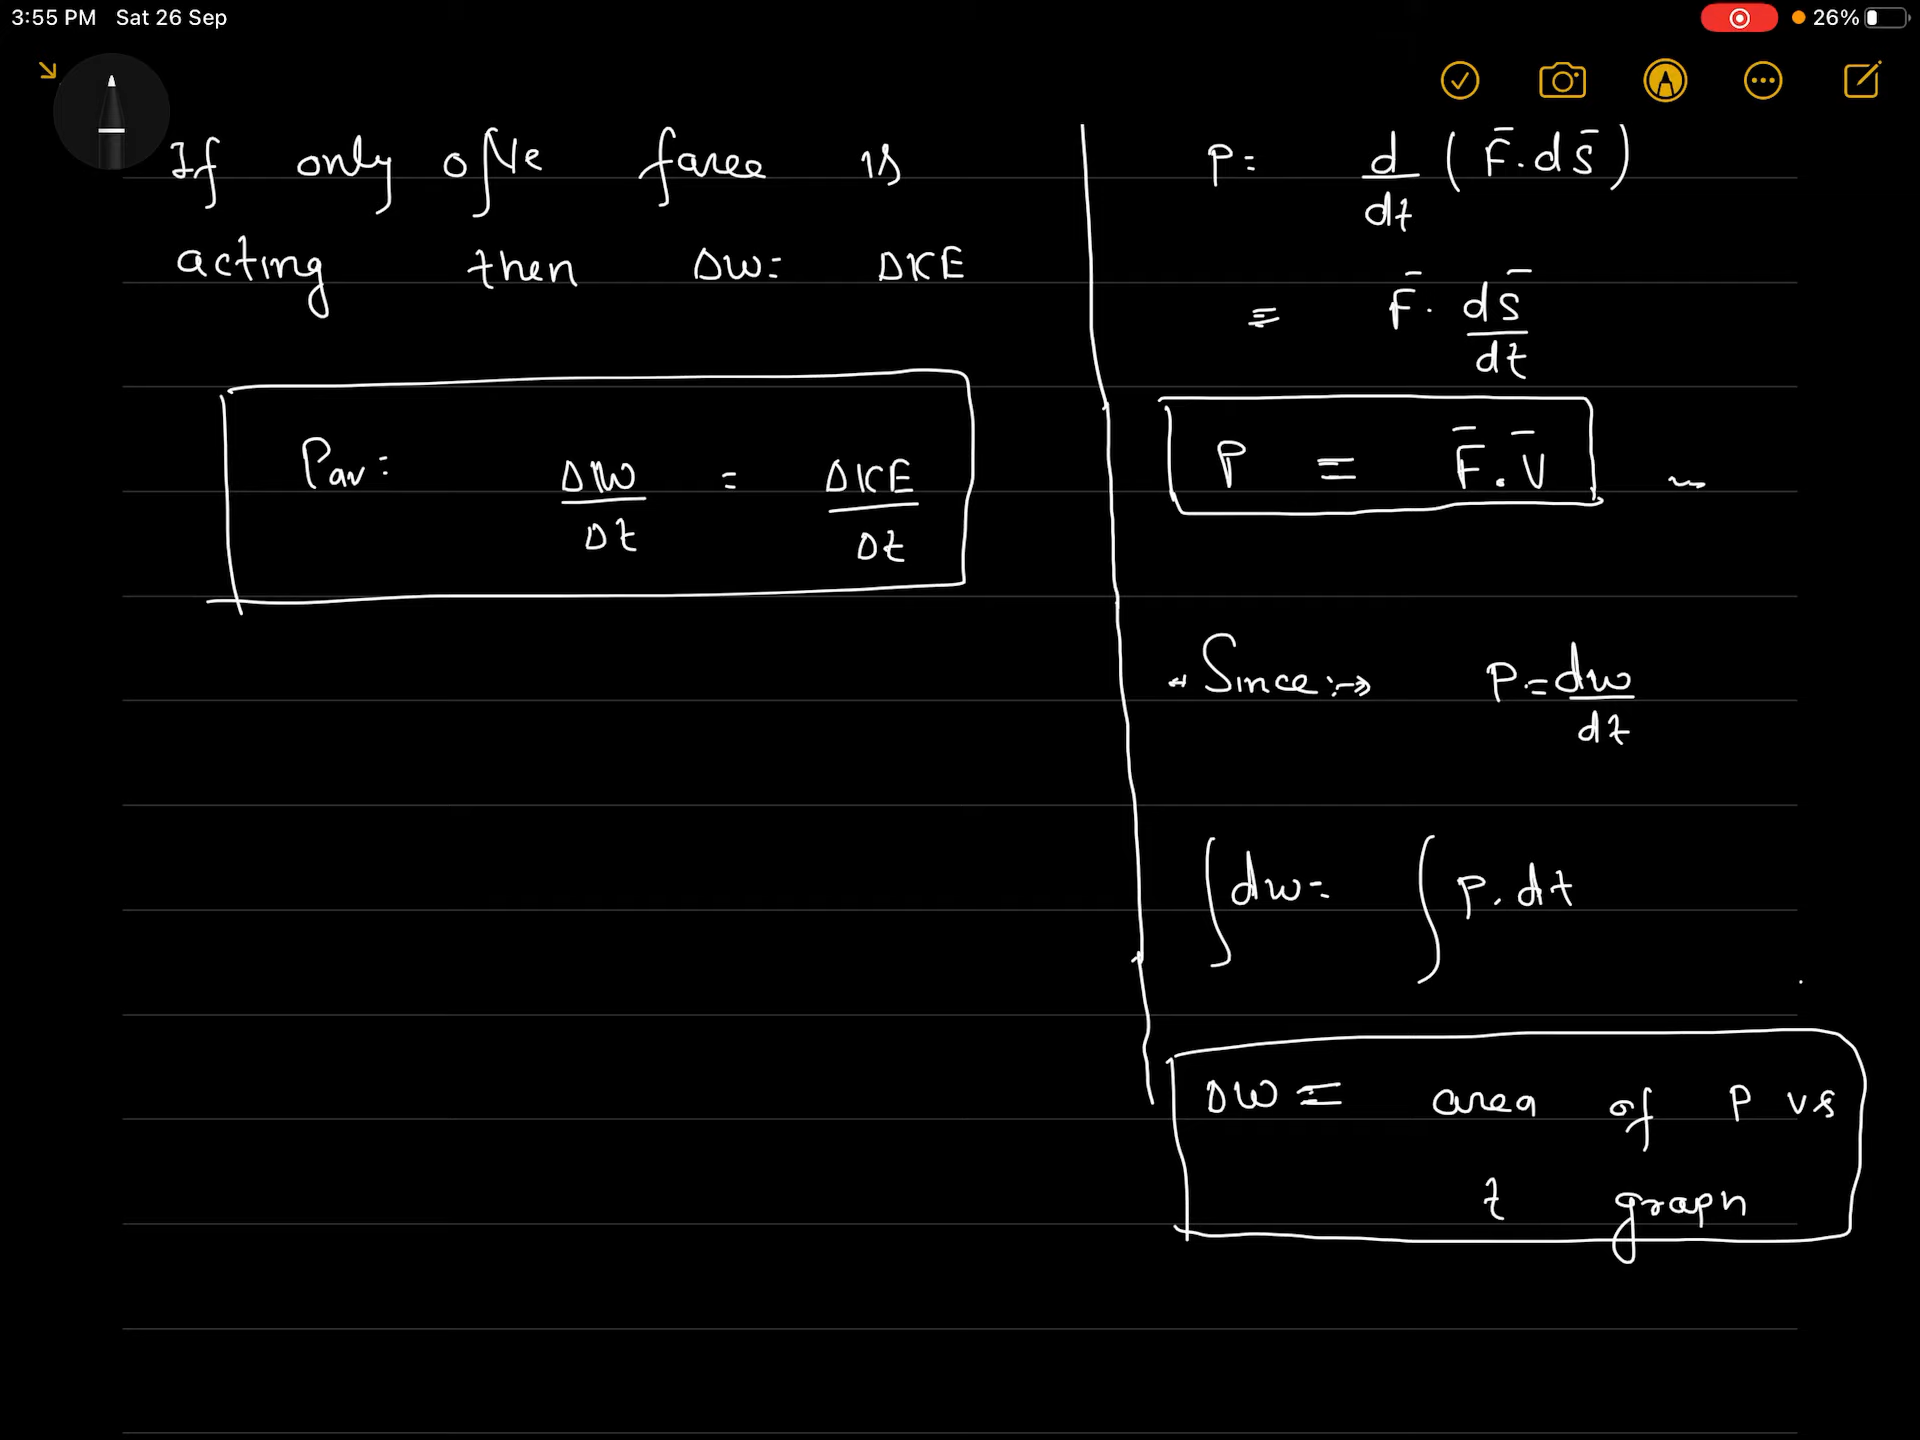 3:55 PM Sat 26 Sep
26%
If only one force is
acting then ΔW = ΔKE
Pav = ΔW/Δt = ΔKE/Δt
P = d/dt (F̄.ds̄)
= F̄. ds̄/dt
P = F̄.V̄
Since :→ P = dw/dt
∫dw = ∫P.dt
ΔW = area of P vs
t graph